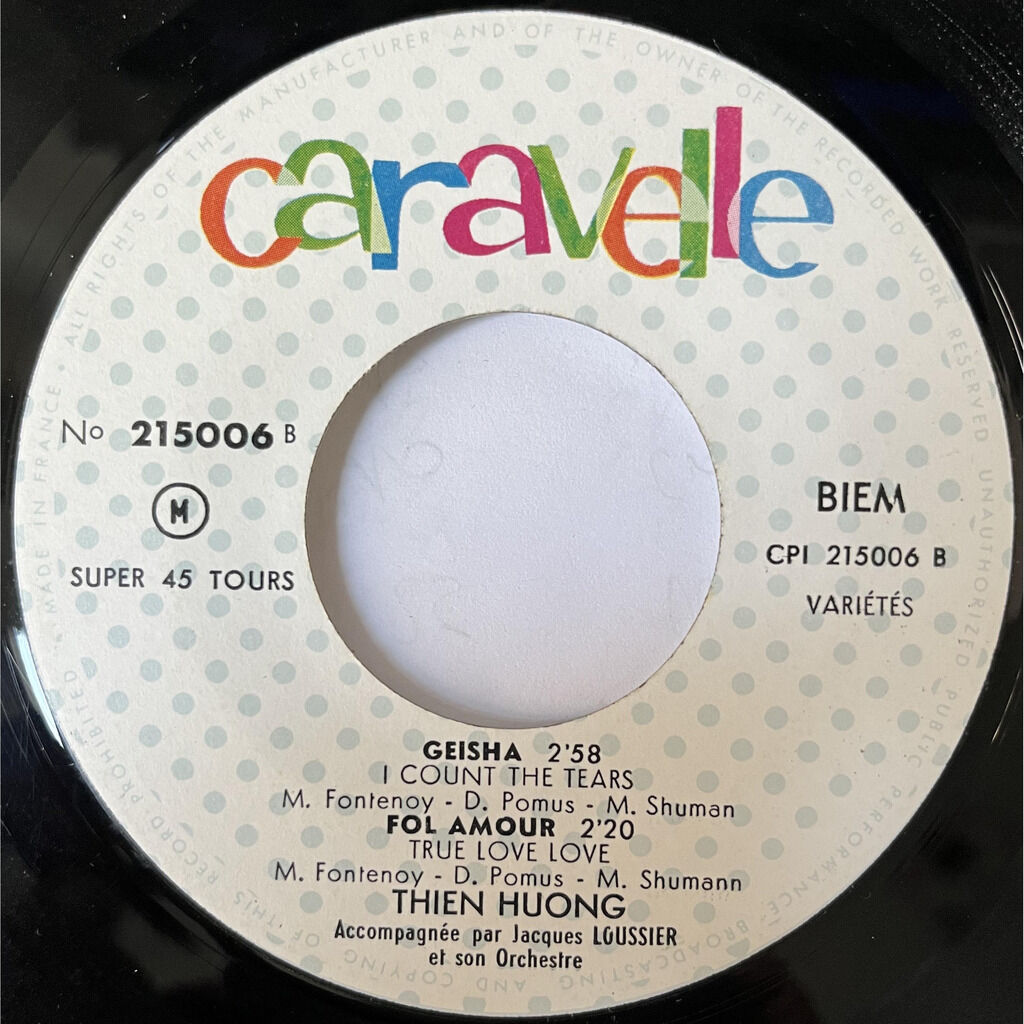 caravelle
No 215006 B
M
SUPER 45 TOURS
BIEM
CPI 215006 B
VARIÉTÉS
GEISHA 2'58
I COUNT THE TEARS
M. Fontenoy - D. Pomus - M. Shuman
FOL AMOUR 2'20
TRUE LOVE LOVE
M. Fontenoy - D. Pomus - M. Shumann
THIEN HUONG
Accompagnée par Jacques LOUSSIER
et son Orchestre
ALL RIGHTS OF THE MANUFACTURER AND OF THE OWNER OF THE RECORDED WORK RESERVED UNAUTHORIZED PUBLIC PERFORMANCE BROADCASTING AND COPYING OF THIS RECORD PROHIBITED • MADE IN FRANCE •